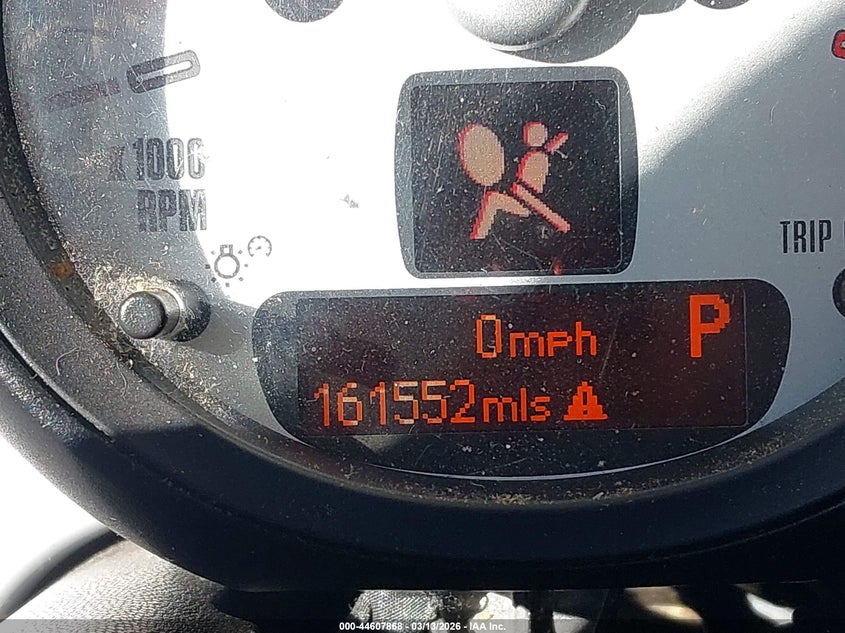 x1000
RPM
TRIP
0mph P
161552mls
000-44607868 - 03/13/2026 - IAA Inc.